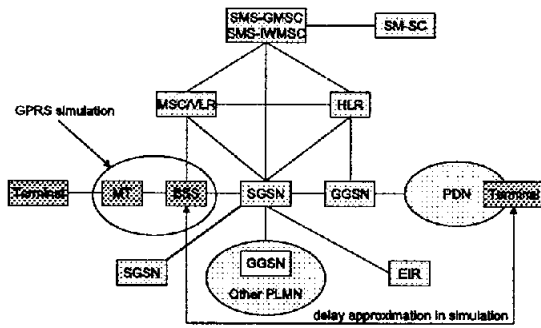 SMS-GMSC
SMS-IWMSC
SM-SC
MSC/VLR
HLR
GPRS simulation
Terminal
MT
BSS
SGSN
GGSN
PDN
Terminal
SGSN
GGSN
Other PLMN
EIR
delay approximation in simulation